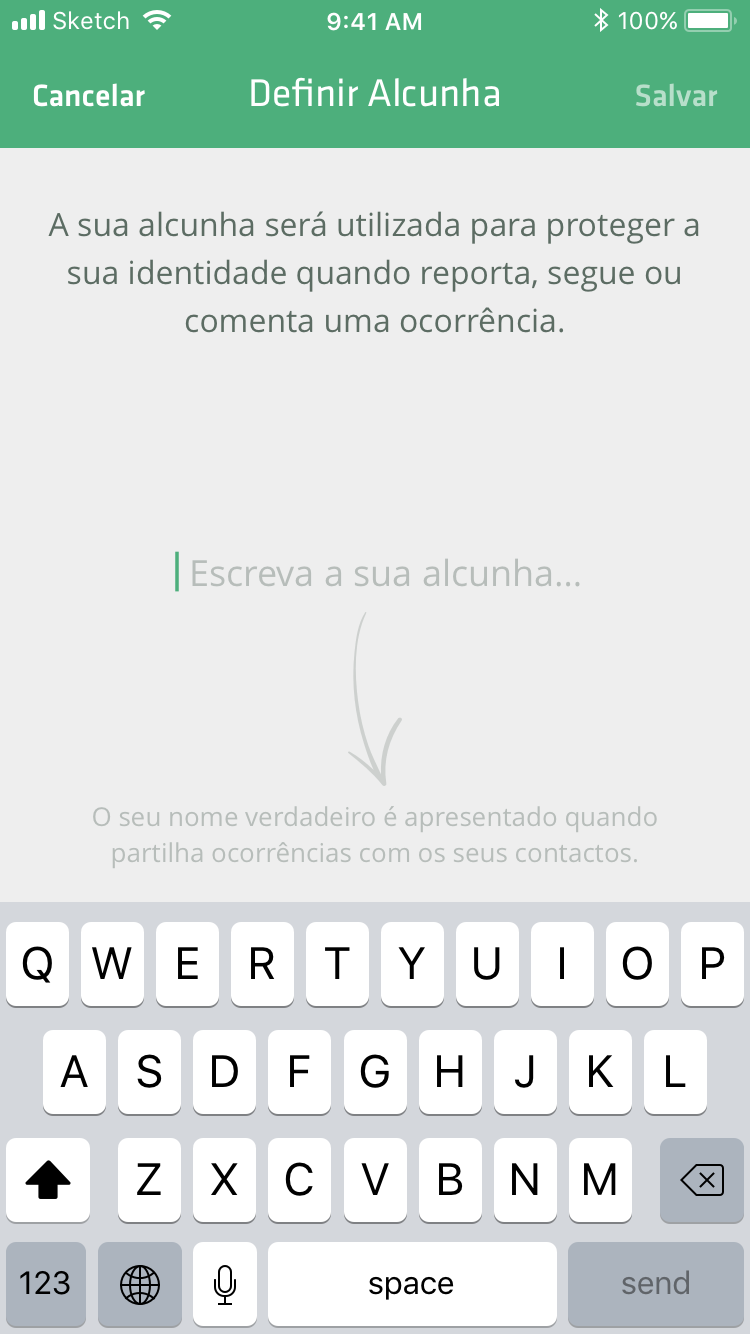 Sketch 9:41 AM 100%
Cancelar Definir Alcunha Salvar
A sua alcunha será utilizada para proteger a
sua identidade quando reporta, segue ou
comenta uma ocorrência.
Escreva a sua alcunha...
O seu nome verdadeiro é apresentado quando
partilha ocorrências com os seus contactos.
Q W E R T Y U I O P
A S D F G H J K L
Z X C V B N M
123 space send